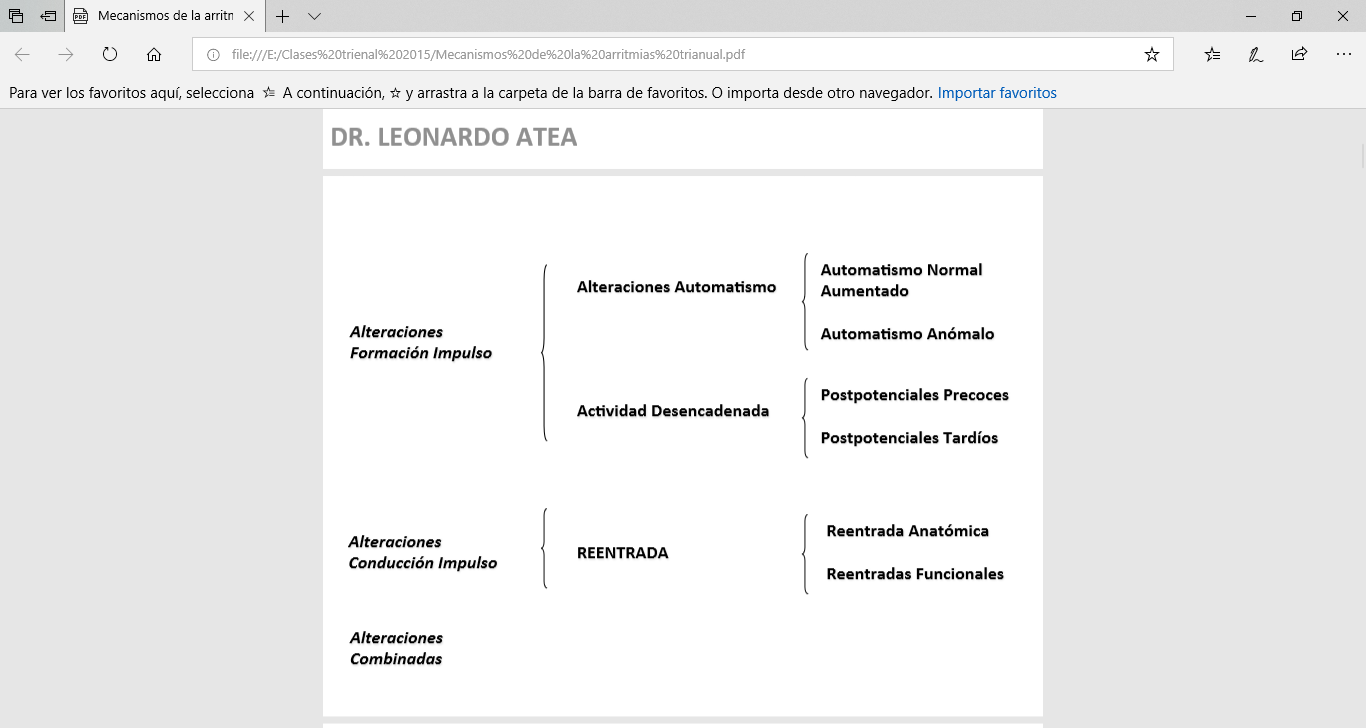 Mecanismos de la arritm
file:///E:/Clases%20trienal%202015/Mecanismos%20de%20la%20arritmias%20trianual.pdf
Para ver los favoritos aquí, selecciona A continuación, y arrastra a la carpeta de la barra de favoritos. O importa desde otro navegador. Importar favoritos
DR. LEONARDO ATEA
Alteraciones
Formación Impulso
Alteraciones Automatismo
Automatismo Normal
Aumentado
Automatismo Anómalo
Actividad Desencadenada
Postpotenciales Precoces
Postpotenciales Tardíos
Alteraciones
Conducción Impulso
REENTRADA
Reentrada Anatómica
Reentradas Funcionales
Alteraciones
Combinadas